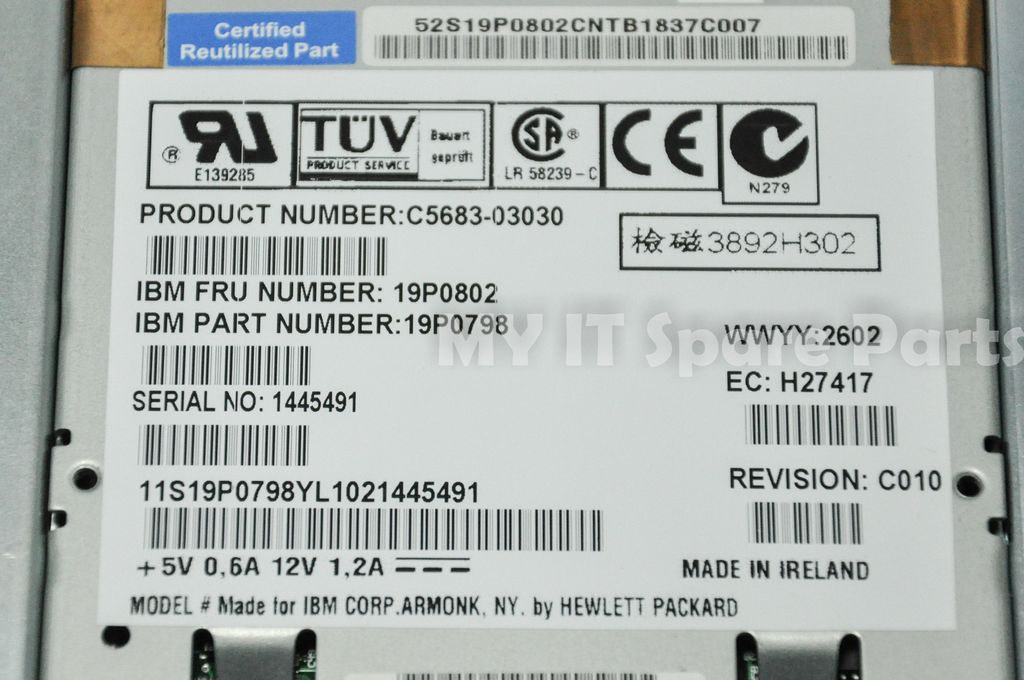 Certified
Reutilized Part
52S19P0802CNTB1837C007
® E139285
TÜV
PRODUCT SERVICE
Bauart
geprüft
SA ®
LR 58239-C
CE
N279
PRODUCT NUMBER:C5683-03030
檢磁3892H302
IBM FRU NUMBER: 19P0802
IBM PART NUMBER:19P0798
MY IT Spare Parts
WWYY:2602
EC: H27417
SERIAL NO: 1445491
REVISION: C010
11S19P0798YL1021445491
+5V 0,6A 12V 1,2A
MADE IN IRELAND
MODEL # Made for IBM CORP.ARMONK, NY. by HEWLETT PACKARD